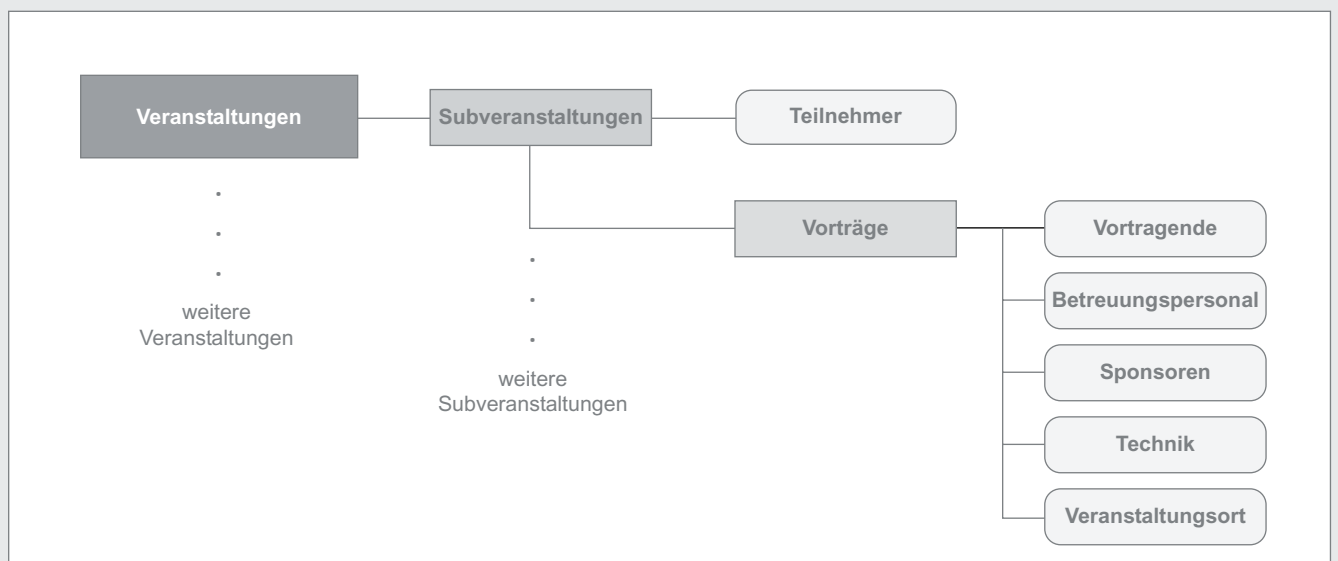 Veranstaltungen
Subveranstaltungen
Teilnehmer
Vorträge
Vortragende
Betreuungspersonal
Sponsoren
Technik
Veranstaltungsort
weitere
Veranstaltungen
weitere
Subveranstaltungen